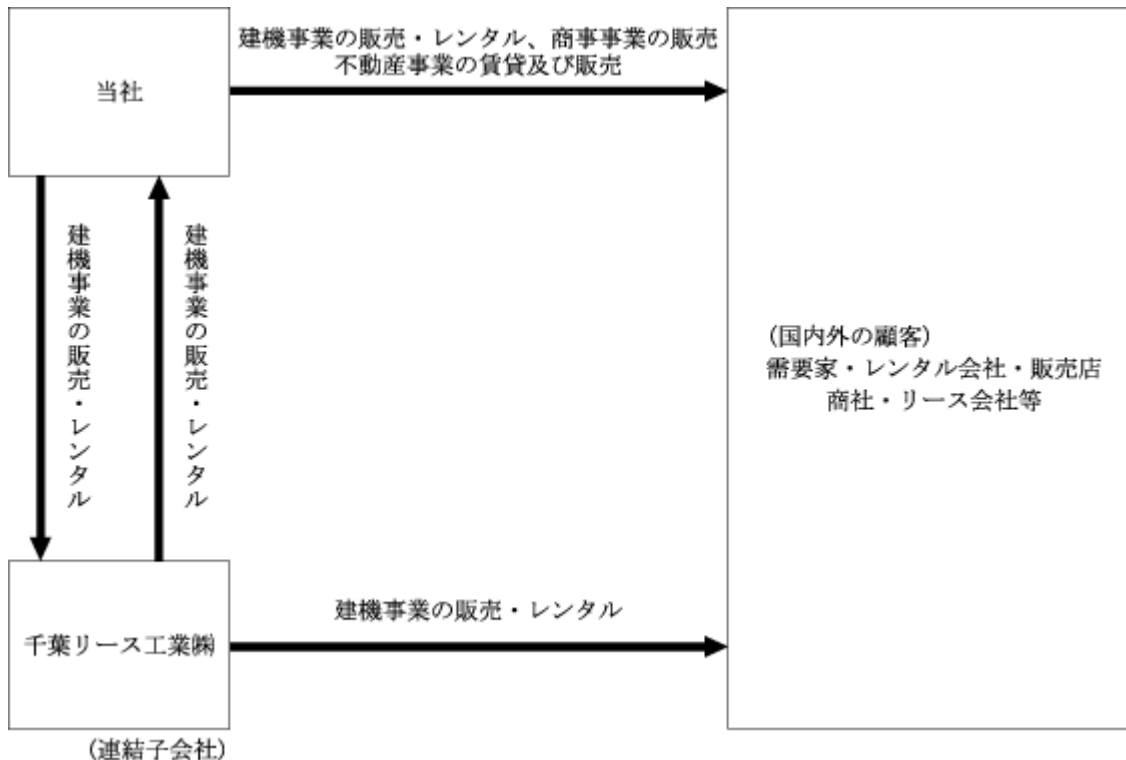 建機事業の販売・レンタル、商事事業の販売
不動産事業の賃貸及び販売
当社
建機事業の販売・レンタル
建機事業の販売・レンタル
(国内外の顧客)
需要家・レンタル会社・販売店
商社・リース会社等
建機事業の販売・レンタル
千葉リース工業㈱
(連結子会社)